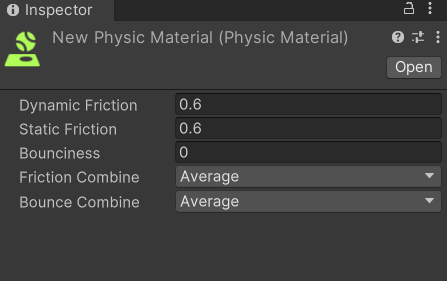 Inspector
New Physic Material (Physic Material)
Open
Dynamic Friction 0.6
Static Friction 0.6
Bounciness 0
Friction Combine Average
Bounce Combine Average